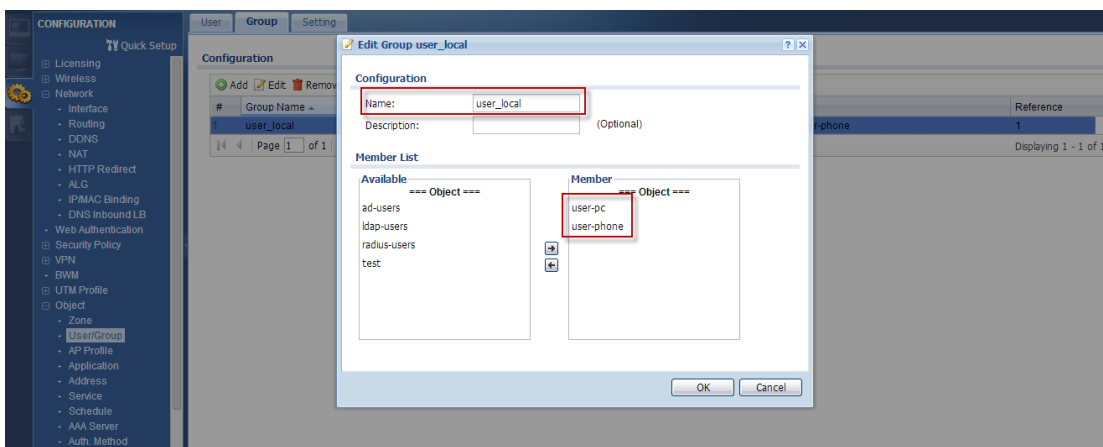 CONFIGURATION
Quick Setup
Licensing
Wireless
Network
Interface
Routing
DDNS
NAT
HTTP Redirect
ALG
IP/MAC Binding
DNS Inbound LB
Web Authentication
Security Policy
VPN
BWM
UTM Profile
Object
Zone
User/Group
AP Profile
Application
Address
Service
Schedule
AAA Server
Auth. Method
User Group Setting
Configuration
Add Edit Remov
# Group Name Reference
1 user_local r-phone 1
Page 1 of 1 Displaying 1 - 1 of 1
Edit Group user_local
Configuration
Name: user_local
Description: (Optional)
Member List
Available Member
=== Object === === Object ===
ad-users user-pc
ldap-users user-phone
radius-users
test
OK Cancel